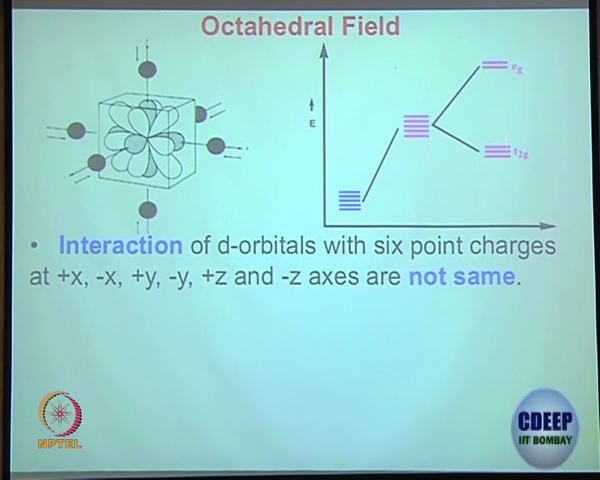 Octahedral Field
E
eg
t2g
• Interaction of d-orbitals with six point charges
at +x, -x, +y, -y, +z and -z axes are not same.
NPTEL
CDEEP
IIT BOMBAY